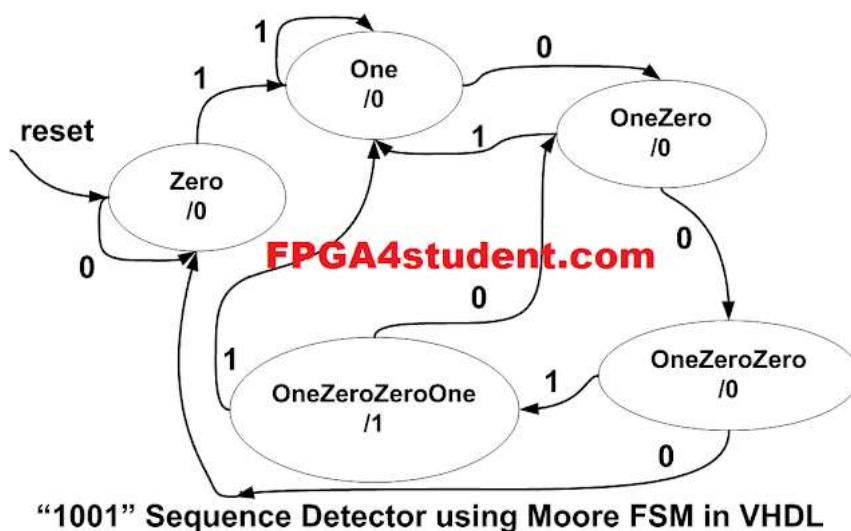 1
One
/0
0
1
reset
1
OneZero
/0
Zero
/0
0
0
FPGA4student.com
0
1
OneZeroZeroOne
/1
1
OneZeroZero
/0
0
“1001” Sequence Detector using Moore FSM in VHDL